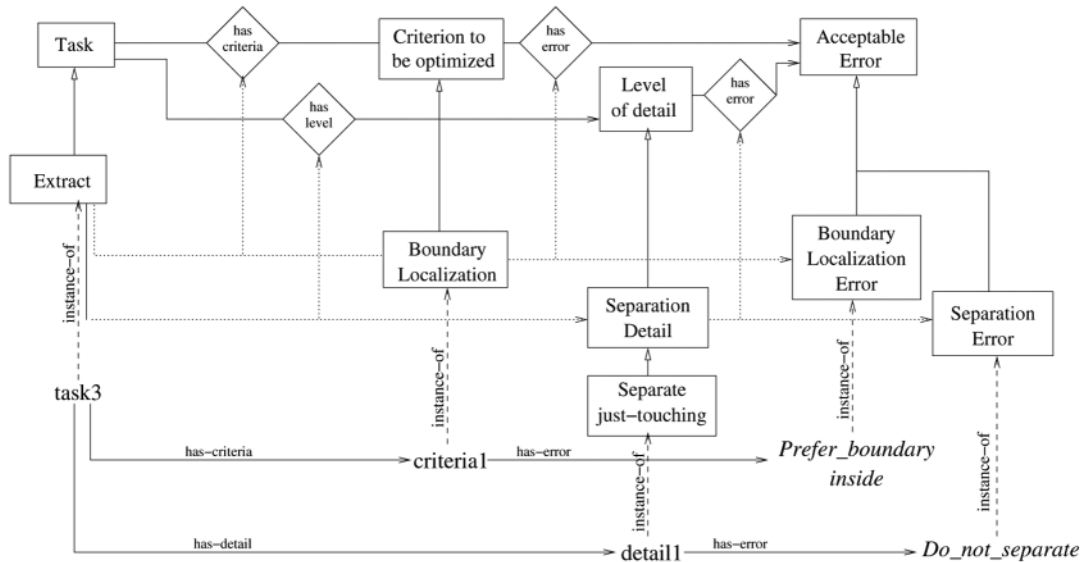 Task
has
criteria
Criterion to
be optimized
has
error
Acceptable
Error
has
level
Level
of detail
has
error
Extract
instance-of
Boundary
Localization
Boundary
Localization
Error
Separation
Detail
Separation
Error
instance-of
Separate
just-touching
instance-of
task3
has-criteria
criteria1
has-error
Prefer_boundary
inside
instance-of
instance-of
has-detail
detail1
has-error
Do_not_separate